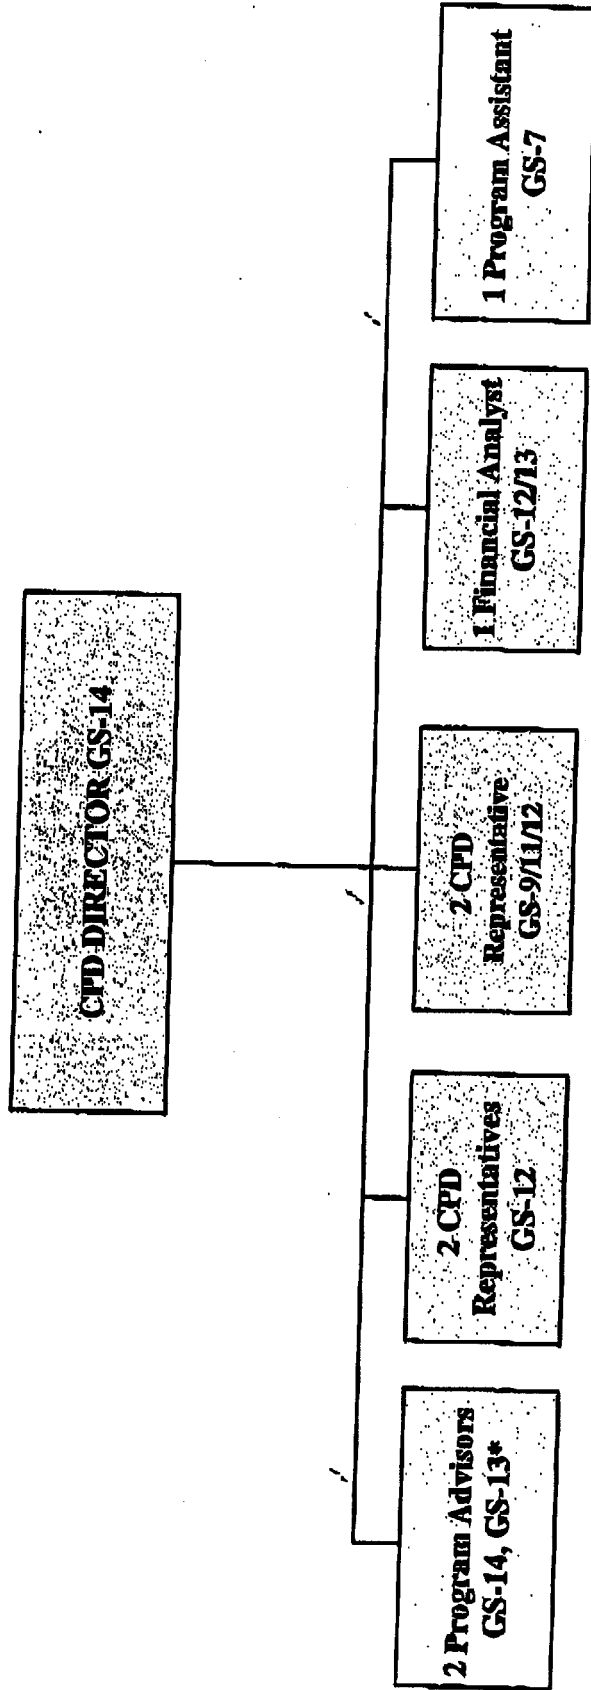 CPD DIRECTOR GS-14
2 Program Advisors
GS-14, GS-13*
2 CPD
Representatives
GS-12
2 CPD
Representative
GS-9/11/12
1 Financial Analyst
GS-12/13
1 Program Assistant
GS-7